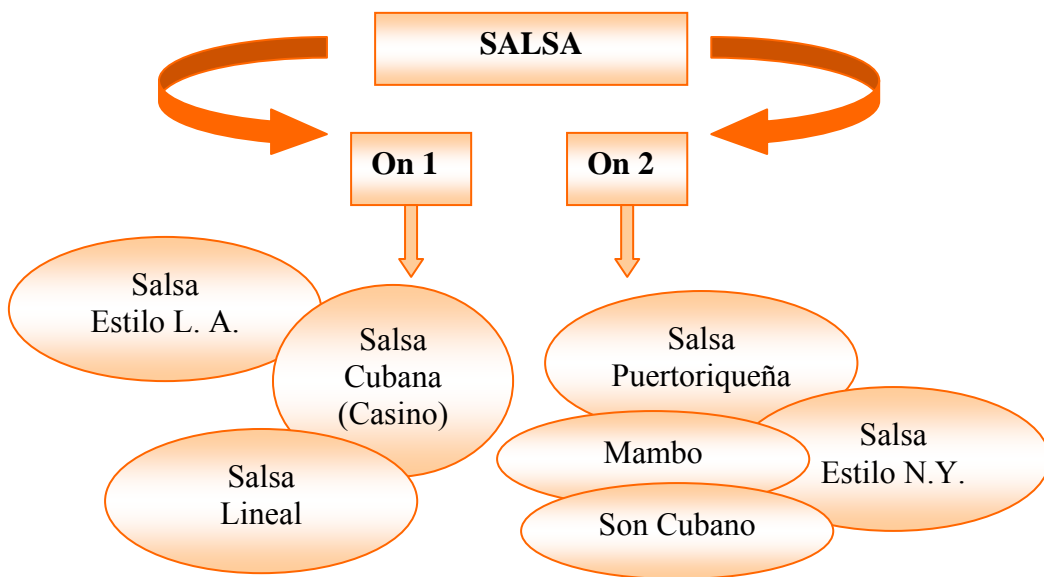 SALSA
On 1
On 2
Salsa
Estilo L. A.
Salsa
Cubana
(Casino)
Salsa
Lineal
Salsa
Puertoriqueña
Mambo
Salsa
Estilo N.Y.
Son Cubano